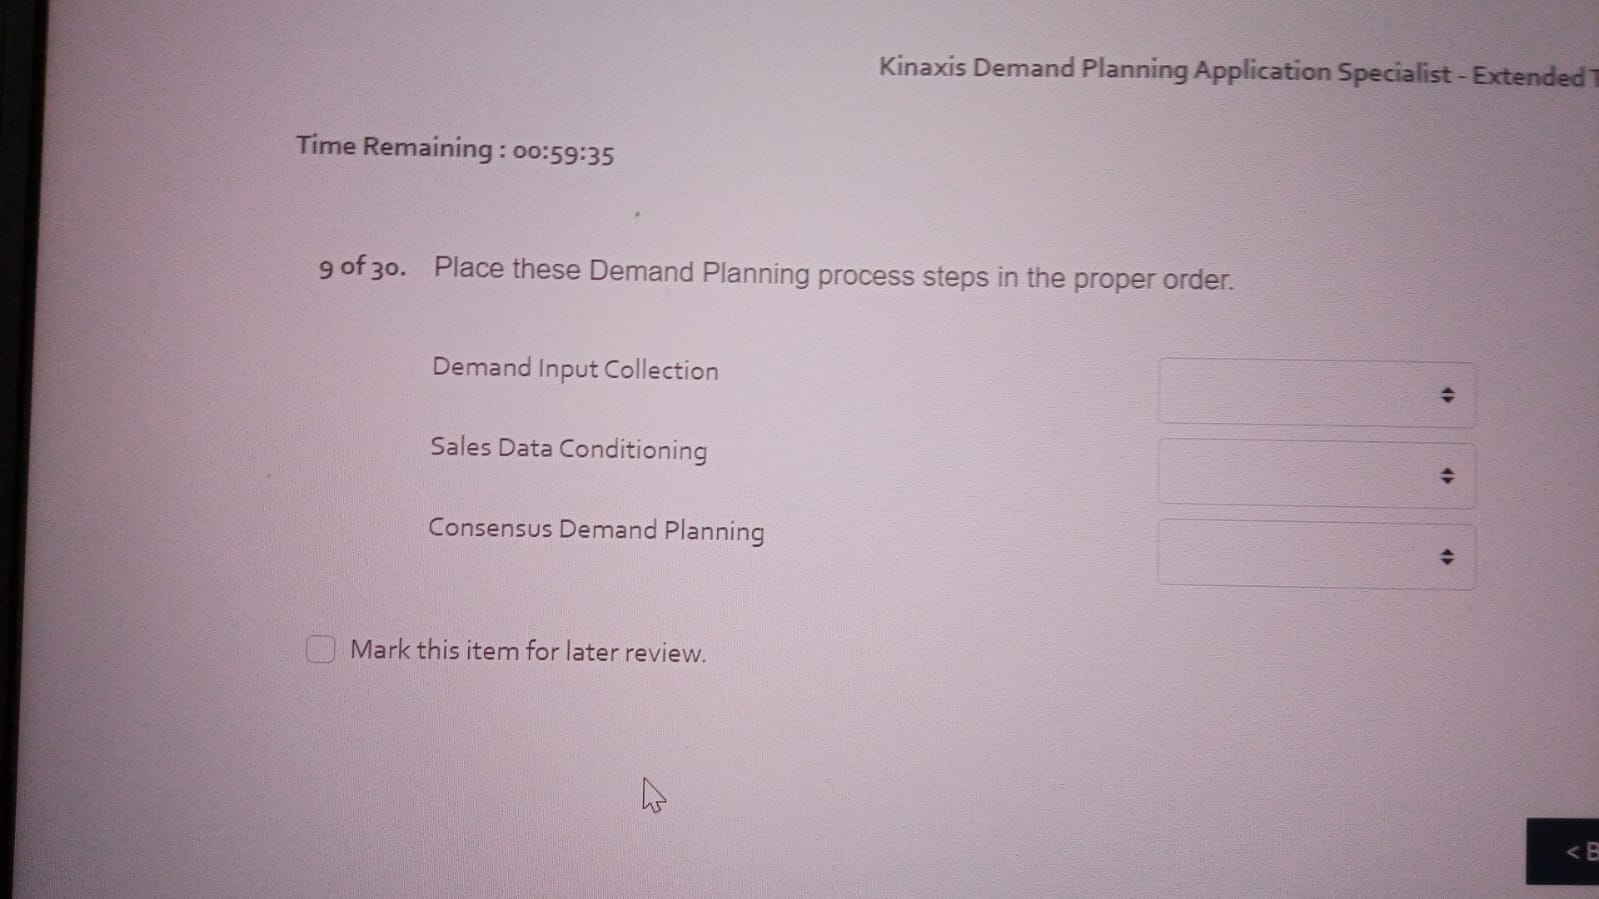 Kinaxis Demand Planning Application Specialist - Extended T
Time Remaining : 00:59:35
9 of 30. Place these Demand Planning process steps in the proper order.
Demand Input Collection
Sales Data Conditioning
Consensus Demand Planning
Mark this item for later review.
< B